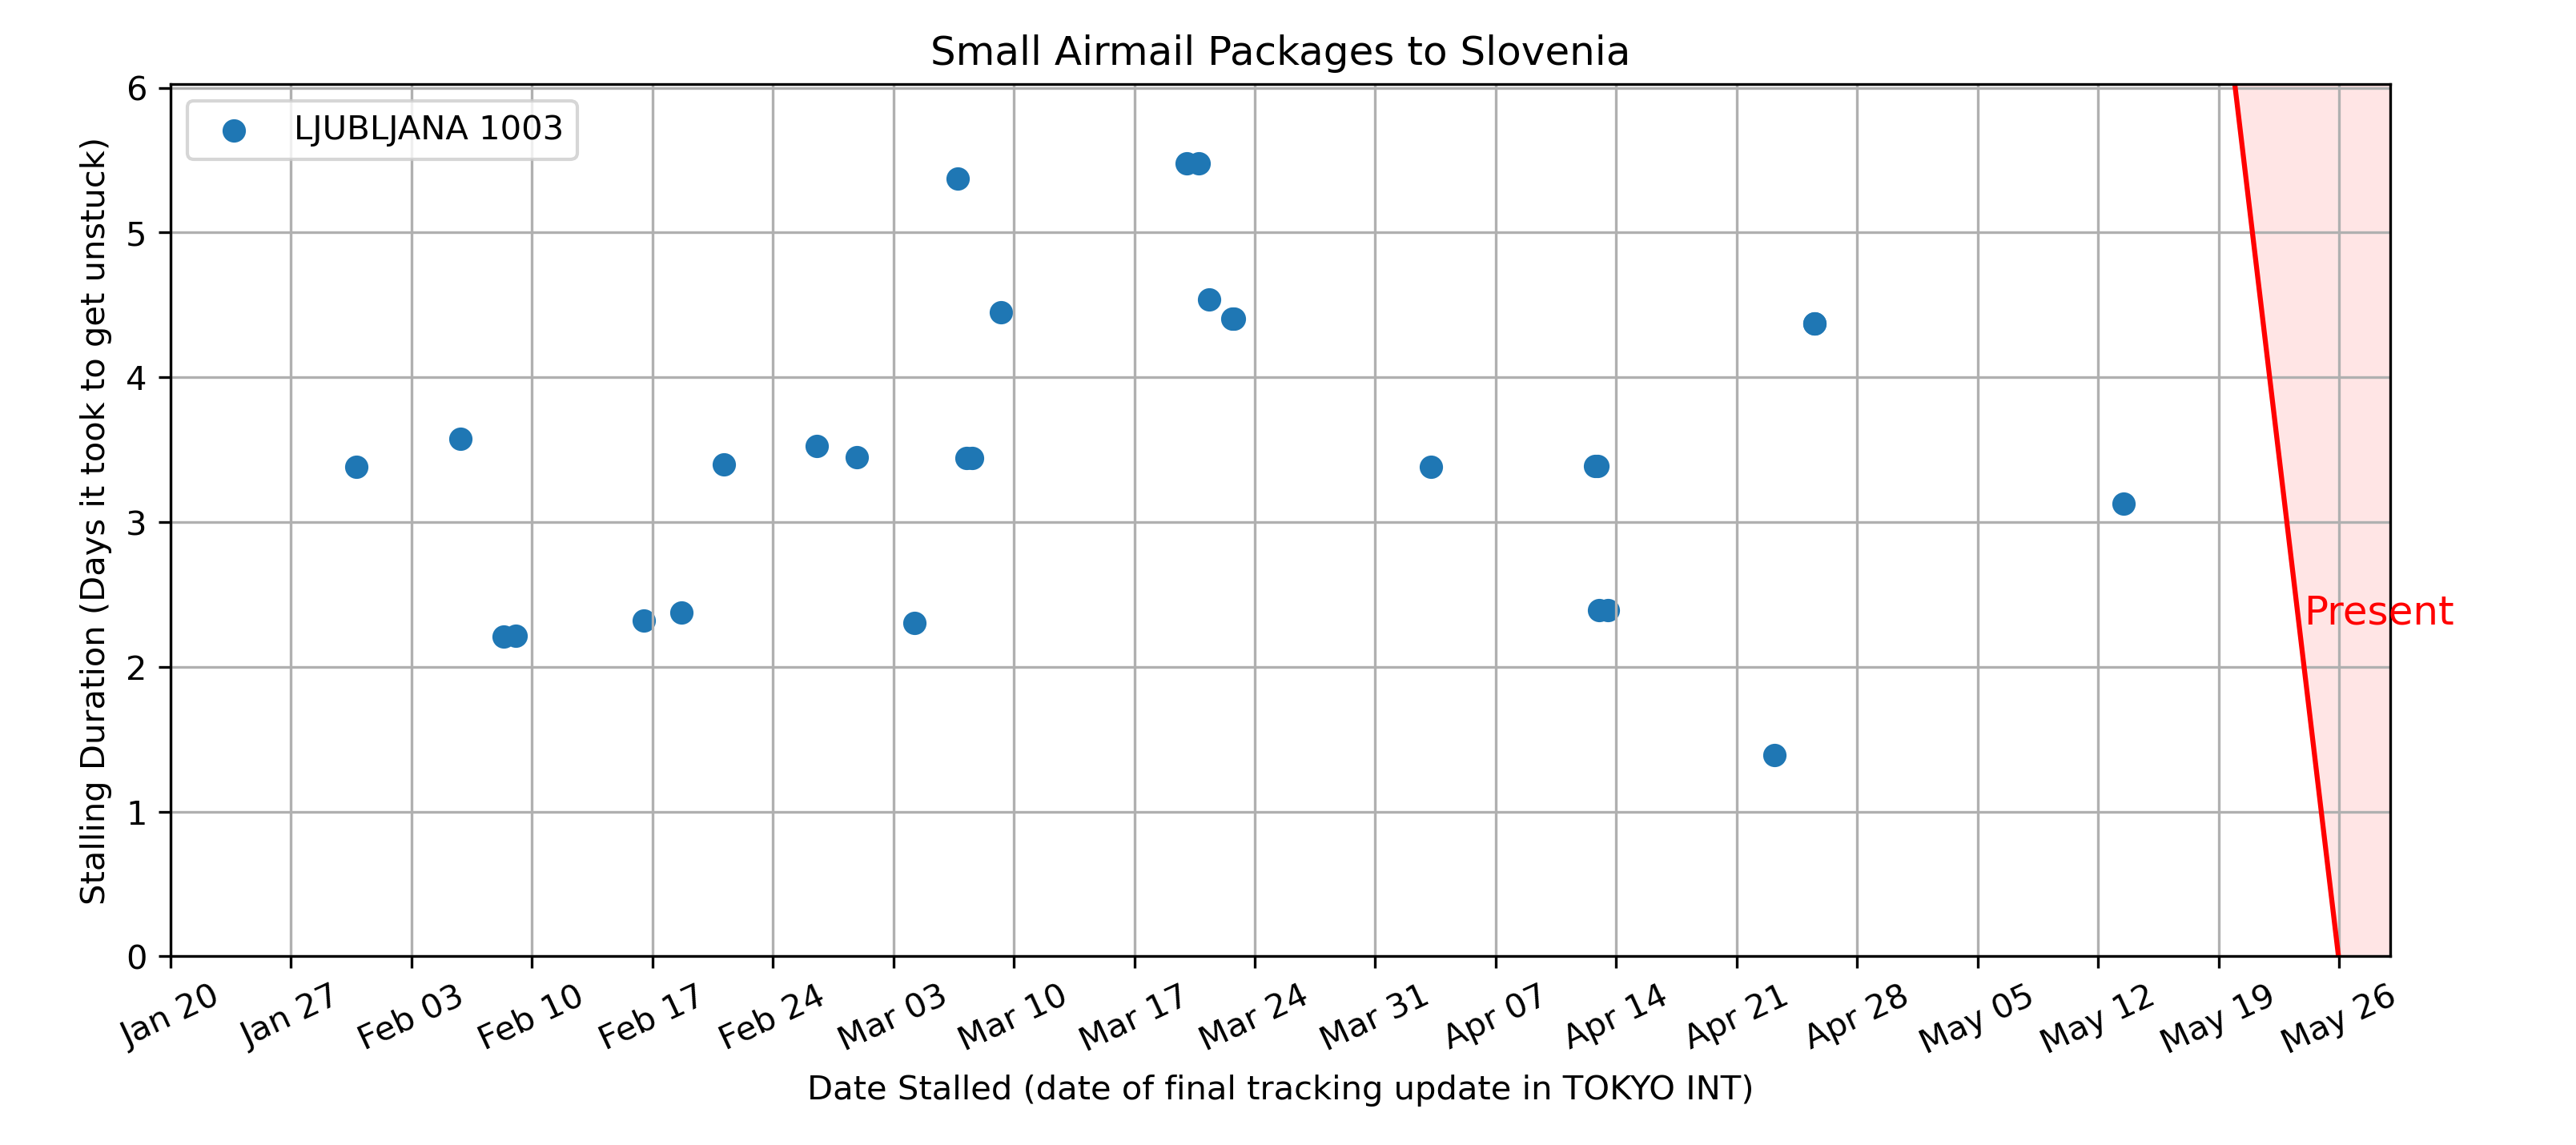 Small Airmail Packages to Slovenia
LJUBLJANA 1003
Stalling Duration (Days it took to get unstuck)
6
5
4
3
2
1
0
Present
Jan 20
Jan 27
Feb 03
Feb 10
Feb 17
Feb 24
Mar 03
Mar 10
Mar 17
Mar 24
Mar 31
Apr 07
Apr 14
Apr 21
Apr 28
May 05
May 12
May 19
May 26
Date Stalled (date of final tracking update in TOKYO INT)